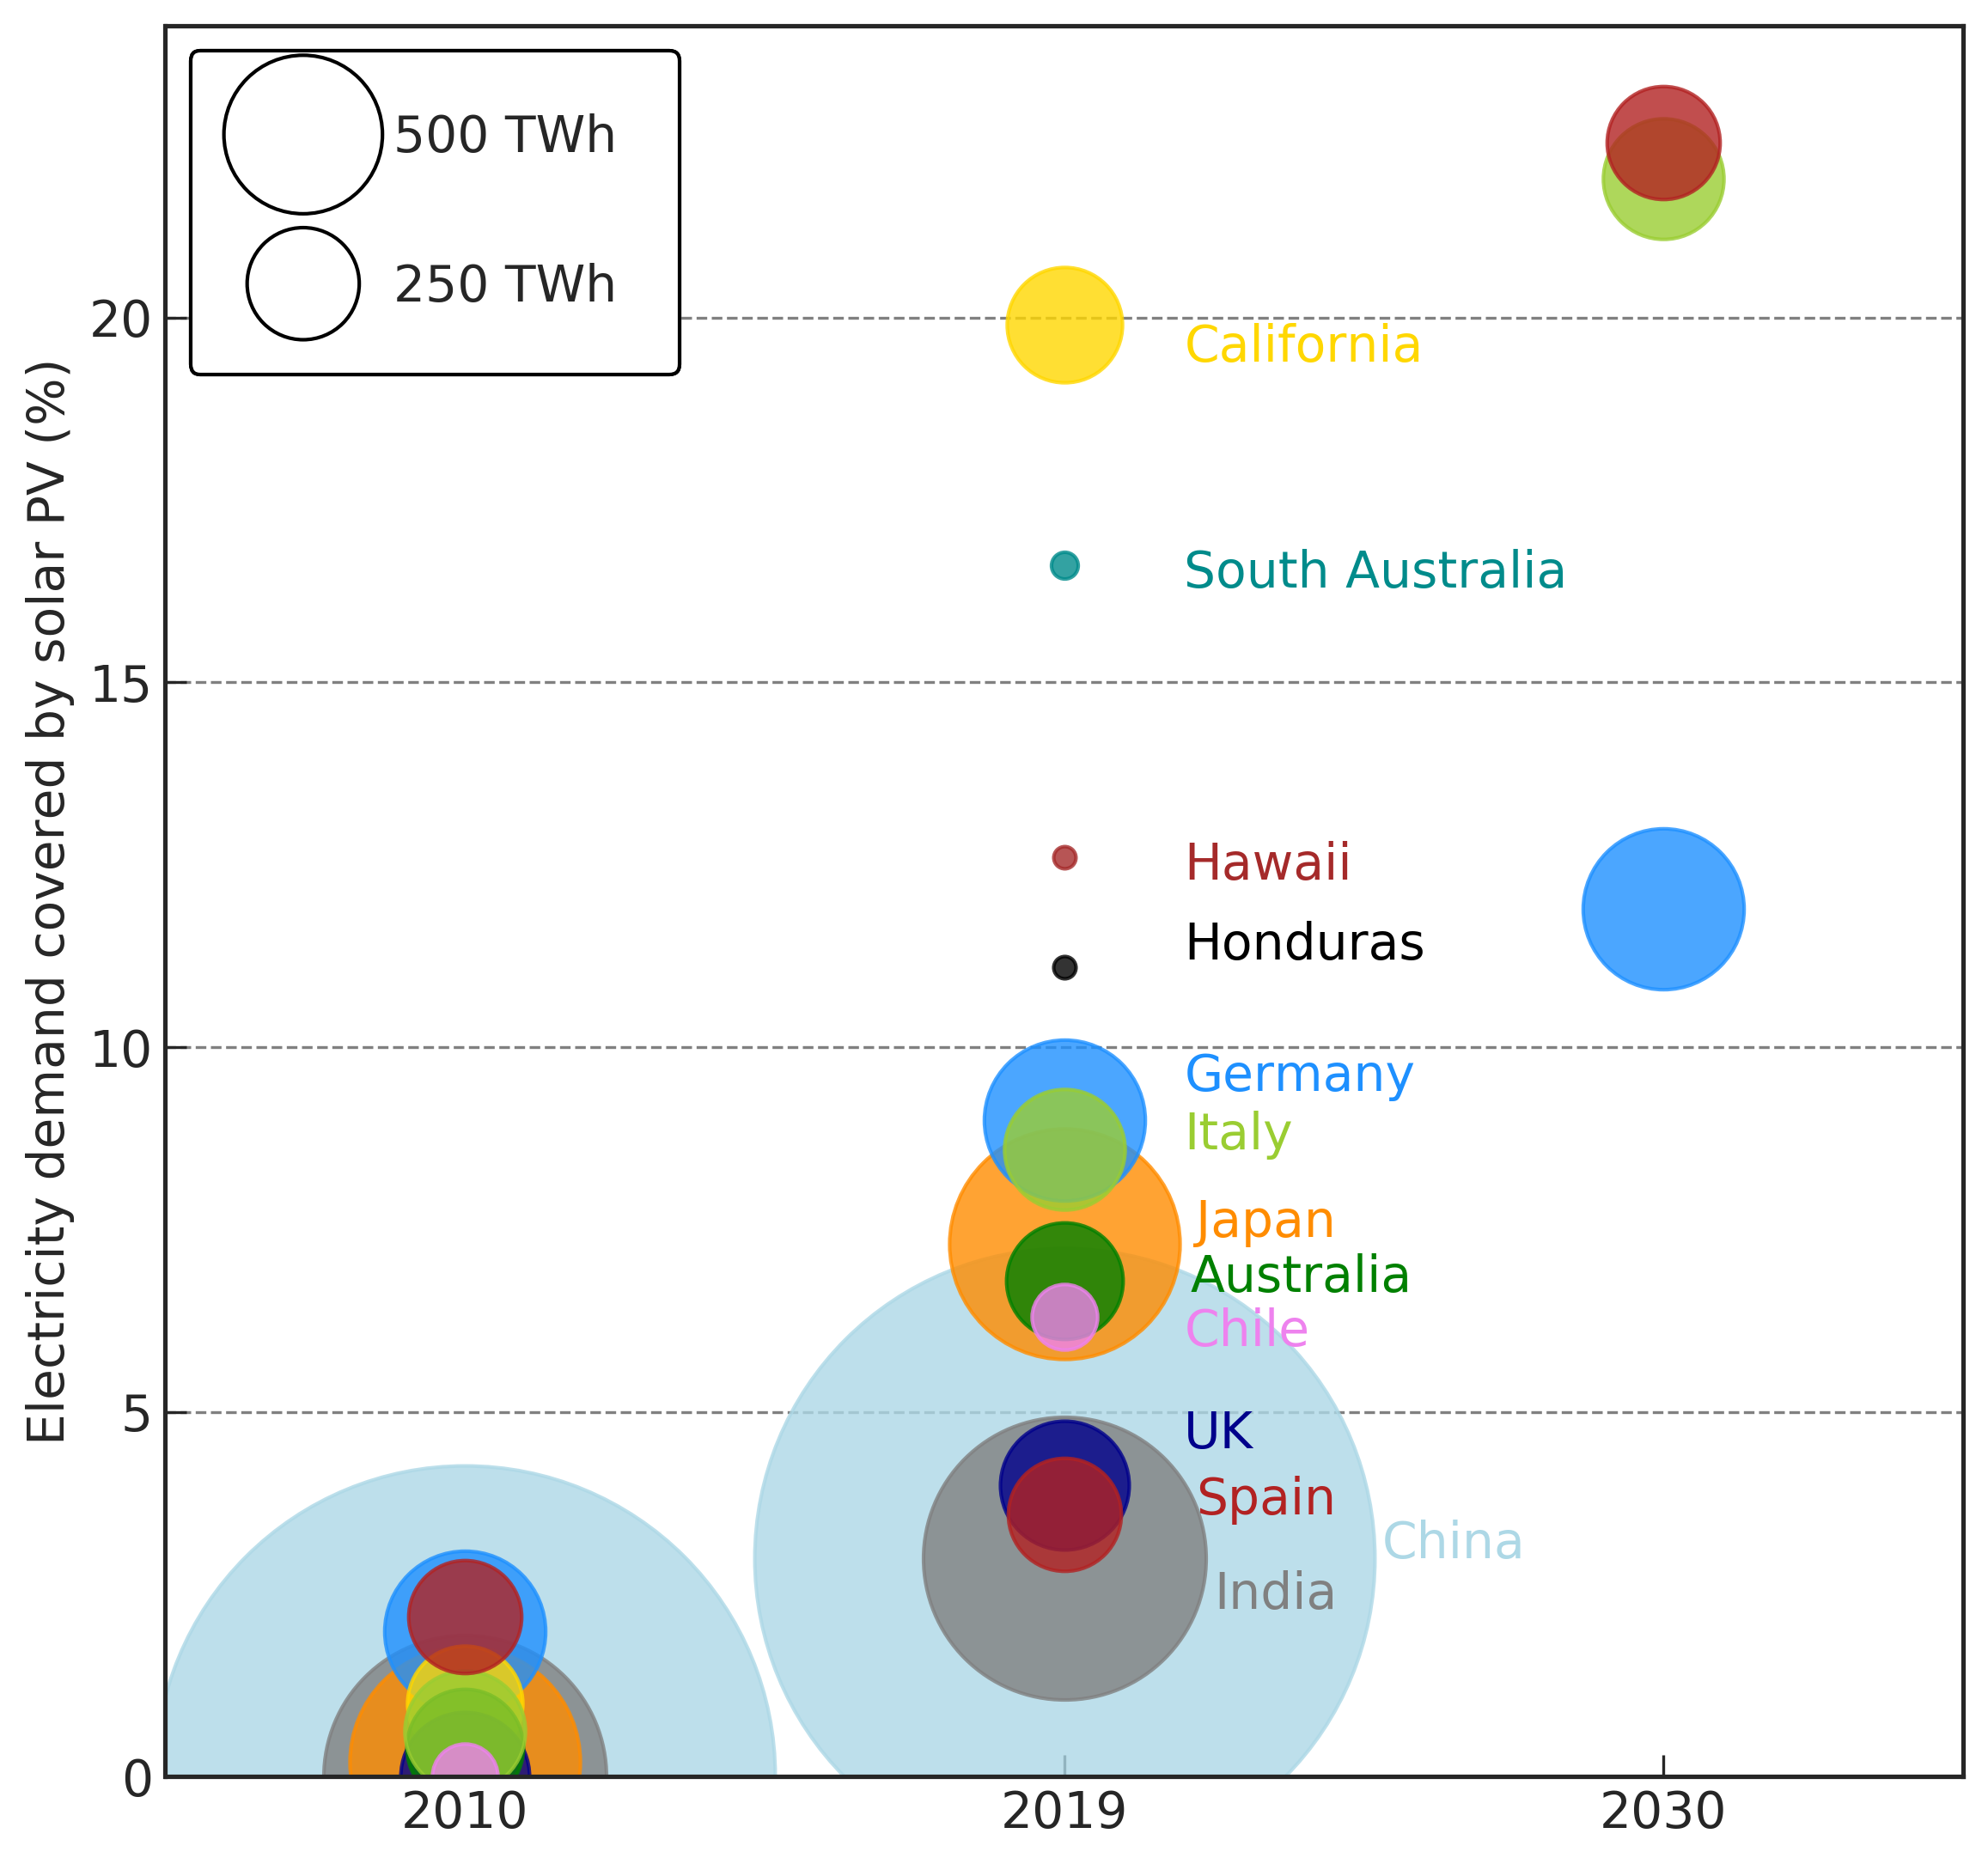 500 TWh
250 TWh
Electricity demand covered by solar PV (%)
20
15
10
5
0
California
South Australia
Hawaii
Honduras
Germany
Italy
Japan
Australia
Chile
UK
Spain
China
India
2010
2019
2030